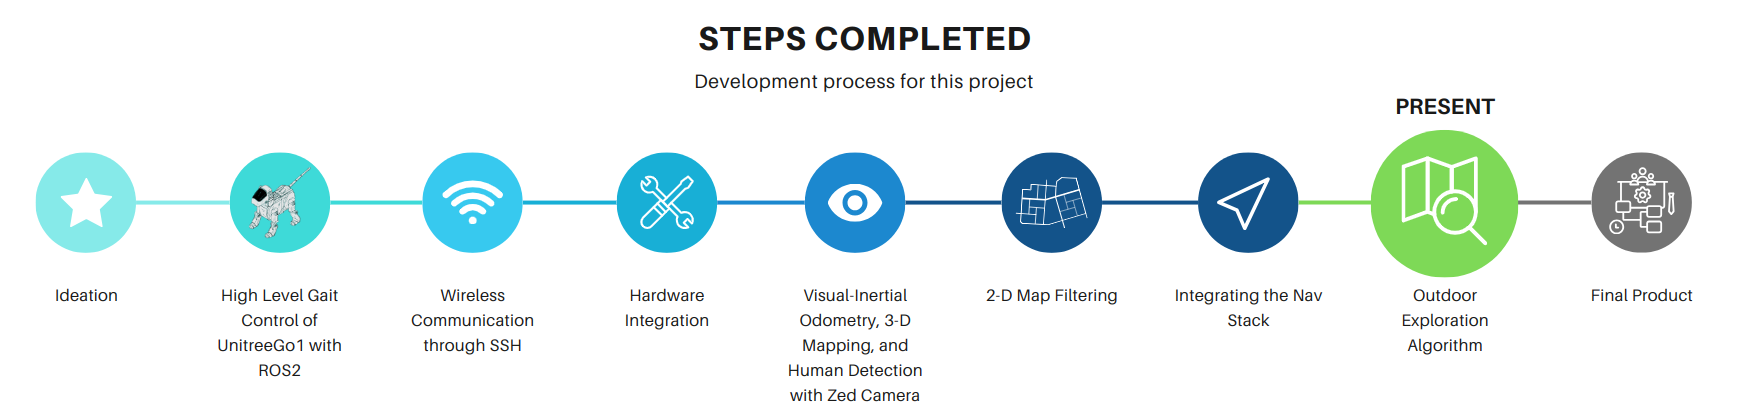 STEPS COMPLETED
Development process for this project
PRESENT
Ideation
High Level Gait
Control of
UnitreeGo1 with
ROS2
Wireless
Communication
through SSH
Hardware
Integration
Visual-Inertial
Odometry, 3-D
Mapping, and
Human Detection
with Zed Camera
2-D Map Filtering
Integrating the Nav
Stack
Outdoor
Exploration
Algorithm
Final Product